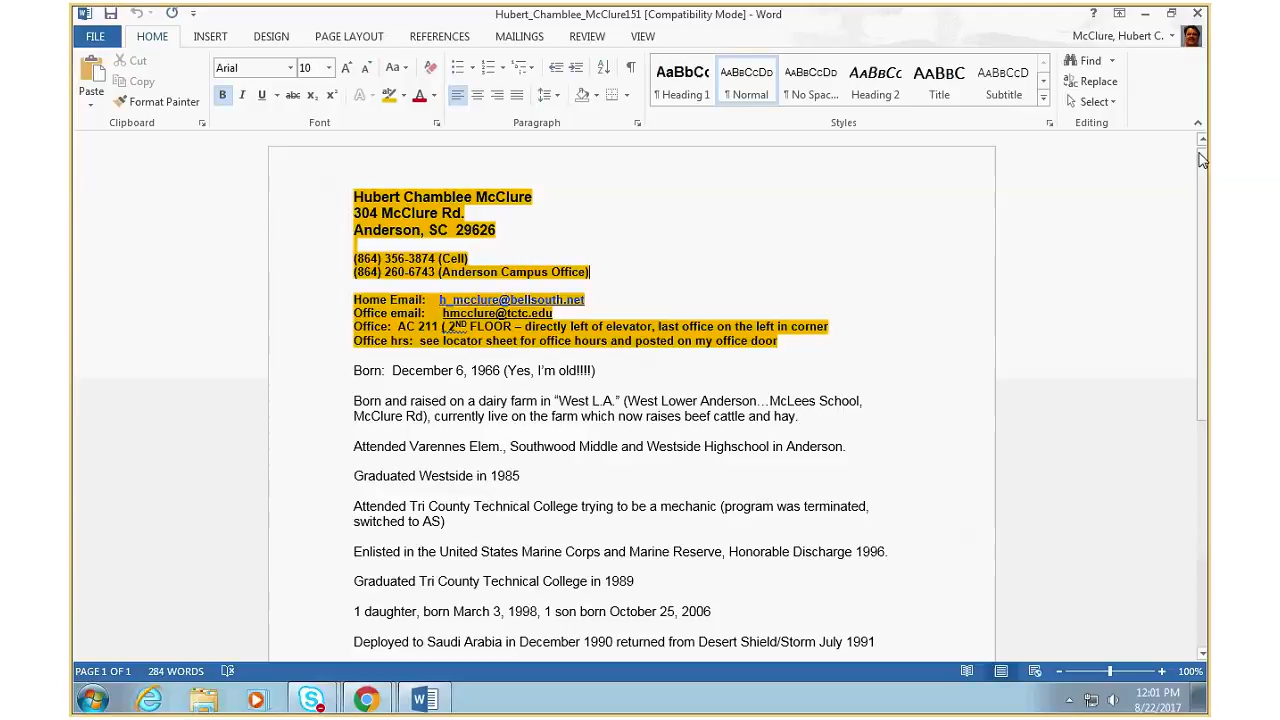 Hubert_Chamblee_McClure151 [Compatibility Mode] - Word
FILE HOME INSERT DESIGN PAGE LAYOUT REFERENCES MAILINGS REVIEW VIEW McClure, Hubert C.
Cut
Copy
Format Painter
Paste
Clipboard
Arial 10
Font
Paragraph
AaBbCc AaBbCcDd AaBbCcDd AaBbCc AaBbC AaBbCcD
¶ Heading 1 ¶ Normal ¶ No Spac... Heading 2 Title Subtitle
Styles
Find
Replace
Select
Editing
Hubert Chamblee McClure
304 McClure Rd.
Anderson, SC 29626
(864) 356-3874 (Cell)
(864) 260-6743 (Anderson Campus Office)
Home Email: h_mcclure@bellsouth.net
Office email: hmcclure@tctc.edu
Office: AC 211 ( 2ND FLOOR – directly left of elevator, last office on the left in corner
Office hrs: see locator sheet for office hours and posted on my office door
Born: December 6, 1966 (Yes, I'm old!!!!)
Born and raised on a dairy farm in “West L.A.” (West Lower Anderson…McLees School,
McClure Rd), currently live on the farm which now raises beef cattle and hay.
Attended Varennes Elem., Southwood Middle and Westside Highschool in Anderson.
Graduated Westside in 1985
Attended Tri County Technical College trying to be a mechanic (program was terminated,
switched to AS)
Enlisted in the United States Marine Corps and Marine Reserve, Honorable Discharge 1996.
Graduated Tri County Technical College in 1989
1 daughter, born March 3, 1998, 1 son born October 25, 2006
Deployed to Saudi Arabia in December 1990 returned from Desert Shield/Storm July 1991
PAGE 1 OF 1 284 WORDS 100%
12:01 PM
8/22/2017